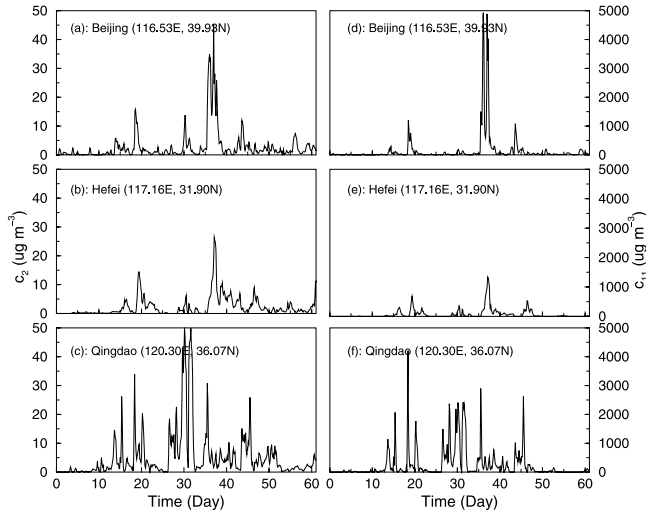 50 (a): Beijing (116.53E, 39.93N) (d): Beijing (116.53E, 39.93N) 5000
40 4000
30 3000
20 2000
10 1000
0 0
50 (b): Hefei (117.16E, 31.90N) (e): Hefei (117.16E, 31.90N) 5000
40 4000
30 3000
20 2000
10 1000
0 0
c2 (ug m−3) c11 (ug m−3)
50 (c): Qingdao (120.30E, 36.07N) (f): Qingdao (120.30E, 36.07N) 5000
40 4000
30 3000
20 2000
10 1000
0 0
0 10 20 30 40 50 60 0 10 20 30 40 50 60
Time (Day) Time (Day)